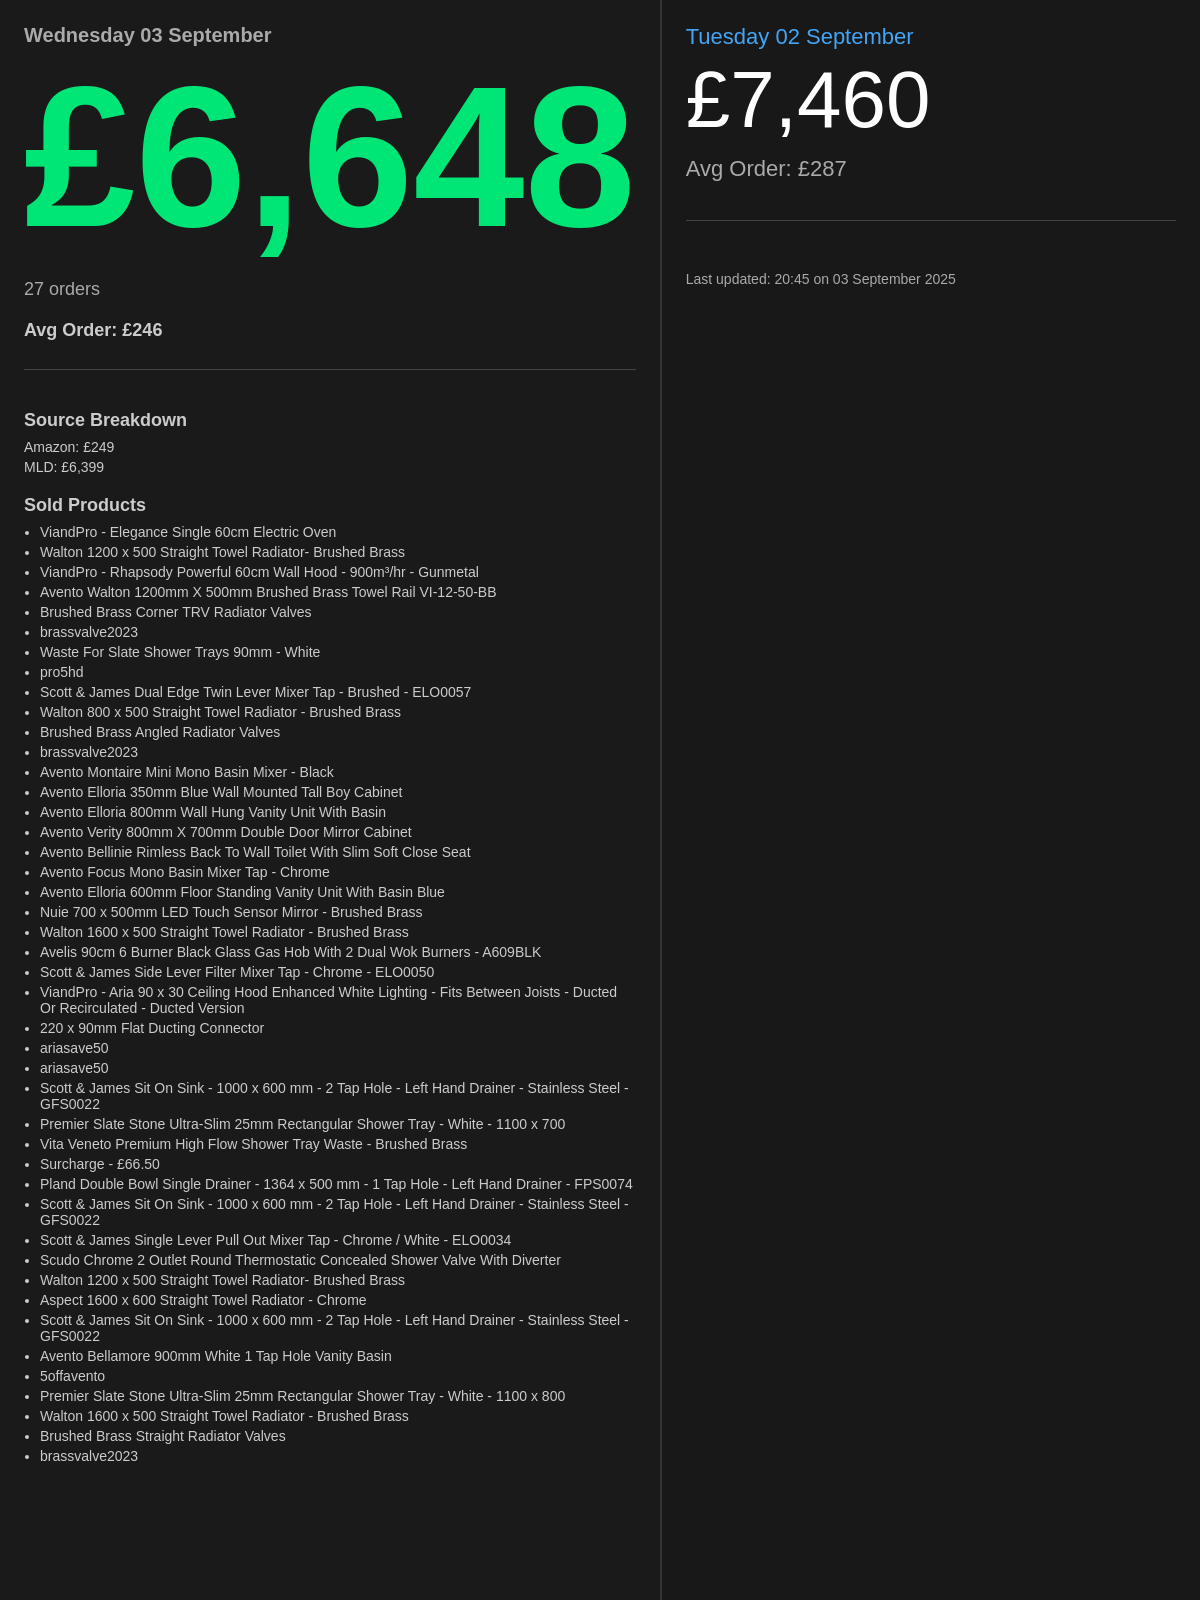 Wednesday 03 September
£6,648
27 orders
Avg Order: £246
Source Breakdown
Amazon: £249
MLD: £6,399
Sold Products
ViandPro - Elegance Single 60cm Electric Oven
Walton 1200 x 500 Straight Towel Radiator- Brushed Brass
ViandPro - Rhapsody Powerful 60cm Wall Hood - 900m³/hr - Gunmetal
Avento Walton 1200mm X 500mm Brushed Brass Towel Rail VI-12-50-BB
Brushed Brass Corner TRV Radiator Valves
brassvalve2023
Waste For Slate Shower Trays 90mm - White
pro5hd
Scott & James Dual Edge Twin Lever Mixer Tap - Brushed - ELO0057
Walton 800 x 500 Straight Towel Radiator - Brushed Brass
Brushed Brass Angled Radiator Valves
brassvalve2023
Avento Montaire Mini Mono Basin Mixer - Black
Avento Elloria 350mm Blue Wall Mounted Tall Boy Cabinet
Avento Elloria 800mm Wall Hung Vanity Unit With Basin
Avento Verity 800mm X 700mm Double Door Mirror Cabinet
Avento Bellinie Rimless Back To Wall Toilet With Slim Soft Close Seat
Avento Focus Mono Basin Mixer Tap - Chrome
Avento Elloria 600mm Floor Standing Vanity Unit With Basin Blue
Nuie 700 x 500mm LED Touch Sensor Mirror - Brushed Brass
Walton 1600 x 500 Straight Towel Radiator - Brushed Brass
Avelis 90cm 6 Burner Black Glass Gas Hob With 2 Dual Wok Burners - A609BLK
Scott & James Side Lever Filter Mixer Tap - Chrome - ELO0050
ViandPro - Aria 90 x 30 Ceiling Hood Enhanced White Lighting - Fits Between Joists - Ducted
Or Recirculated - Ducted Version
220 x 90mm Flat Ducting Connector
ariasave50
ariasave50
Scott & James Sit On Sink - 1000 x 600 mm - 2 Tap Hole - Left Hand Drainer - Stainless Steel -
GFS0022
Premier Slate Stone Ultra-Slim 25mm Rectangular Shower Tray - White - 1100 x 700
Vita Veneto Premium High Flow Shower Tray Waste - Brushed Brass
Surcharge - £66.50
Pland Double Bowl Single Drainer - 1364 x 500 mm - 1 Tap Hole - Left Hand Drainer - FPS0074
Scott & James Sit On Sink - 1000 x 600 mm - 2 Tap Hole - Left Hand Drainer - Stainless Steel -
GFS0022
Scott & James Single Lever Pull Out Mixer Tap - Chrome / White - ELO0034
Scudo Chrome 2 Outlet Round Thermostatic Concealed Shower Valve With Diverter
Walton 1200 x 500 Straight Towel Radiator- Brushed Brass
Aspect 1600 x 600 Straight Towel Radiator - Chrome
Scott & James Sit On Sink - 1000 x 600 mm - 2 Tap Hole - Left Hand Drainer - Stainless Steel -
GFS0022
Avento Bellamore 900mm White 1 Tap Hole Vanity Basin
5offavento
Premier Slate Stone Ultra-Slim 25mm Rectangular Shower Tray - White - 1100 x 800
Walton 1600 x 500 Straight Towel Radiator - Brushed Brass
Brushed Brass Straight Radiator Valves
brassvalve2023
Tuesday 02 September
£7,460
Avg Order: £287
Last updated: 20:45 on 03 September 2025